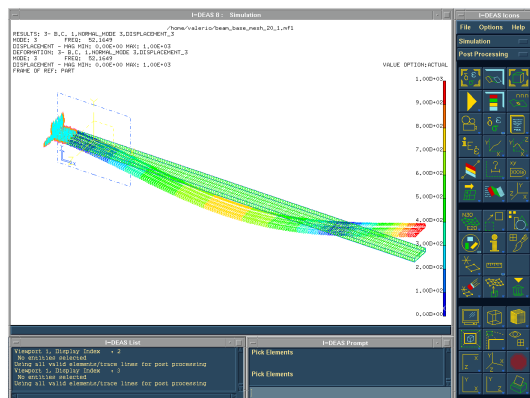 I-DEAS 8 : Simulation
/home/valerio/beam_base_mesh_20_1.mf1
RESULTS: 3- B.C. 1,NORMAL_MODE 3,DISPLACEMENT_3
MODE: 3 FREQ: 52.1649
DISPLACEMENT - MAG MIN: 0.00E+00 MAX: 1.00E+03
DEFORMATION: 3- B.C. 1,NORMAL_MODE 3,DISPLACEMENT_3
MODE: 3 FREQ: 52.1649
DISPLACEMENT - MAG MIN: 0.00E+00 MAX: 1.00E+03
FRAME OF REF: PART
VALUE OPTION:ACTUAL
1.00D+03
9.00D+02
8.00D+02
7.00D+02
6.00D+02
5.00D+02
4.00D+02
3.00D+02
2.00D+02
1.00D+02
0.00D+00
I-DEAS Icons
File Options Help
Simulation
Post Processing
I-DEAS List
Viewport 1, Display Index + 2
No entities selected
Using all valid elements/trace lines for post processing
Viewport 1, Display Index + 3
No entities selected
Using all valid elements/trace lines for post processing
I-DEAS Prompt
Pick Elements
Pick Elements